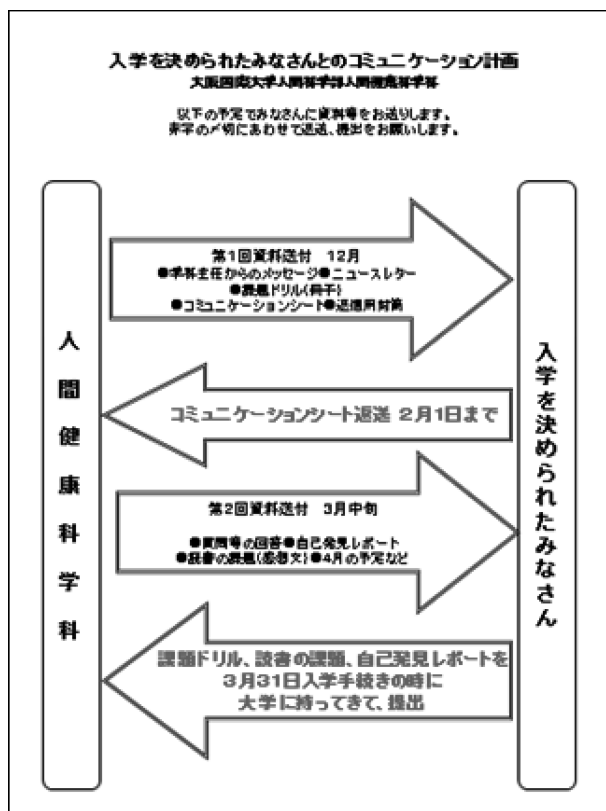 入学を決められたみなさんとのコミュニケーション計画
大阪国際大学人間科学部人間健康科学科
以下の予定でみなさんに資料等をお送りします。
赤字の〆切にあわせて返送、提出をお願いします。
人間健康科学科
第1回資料送付 12月
●学科主任からのメッセージ●ニュースレター
●課題ドリル(冊子)
●コミュニケーションシート●返信用封筒
コミュニケーションシート返送 2月1日まで
第2回資料送付 3月中旬
●質問等の回答●自己発見レポート
●読書の課題(感想文)●4月の予定など
課題ドリル、読書の課題、自己発見レポートを
3月31日入学手続きの時に
大学に持ってきて、提出
入学を決められたみなさん